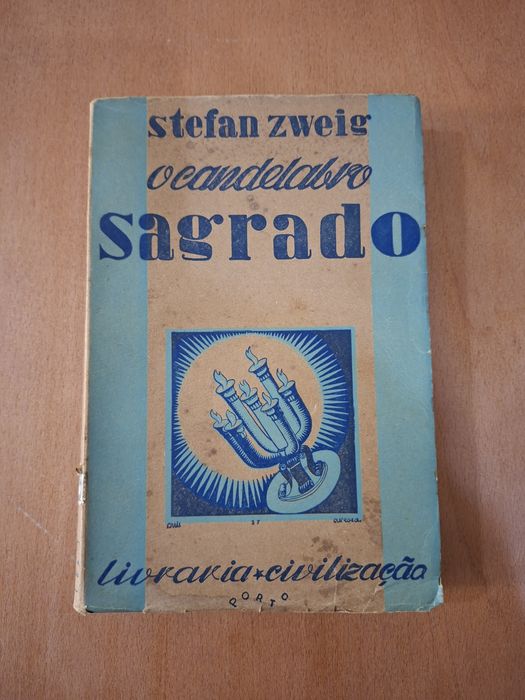 stefan zweig
o candelabro
sagrado
37
livraria * civilização
PORTO